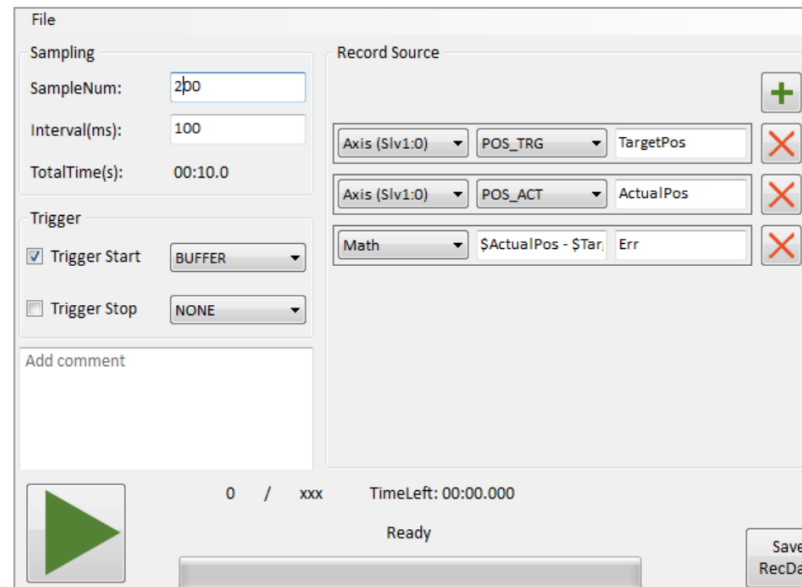 File
Sampling
SampleNum: 200
Interval(ms): 100
TotalTime(s): 00:10.0
Trigger
Trigger Start BUFFER
Trigger Stop NONE
Add comment
Record Source
Axis (Slv1:0) POS_TRG TargetPos
Axis (Slv1:0) POS_ACT ActualPos
Math $ActualPos - $Tar Err
0 / xxx TimeLeft: 00:00.000
Ready
Save
RecDa